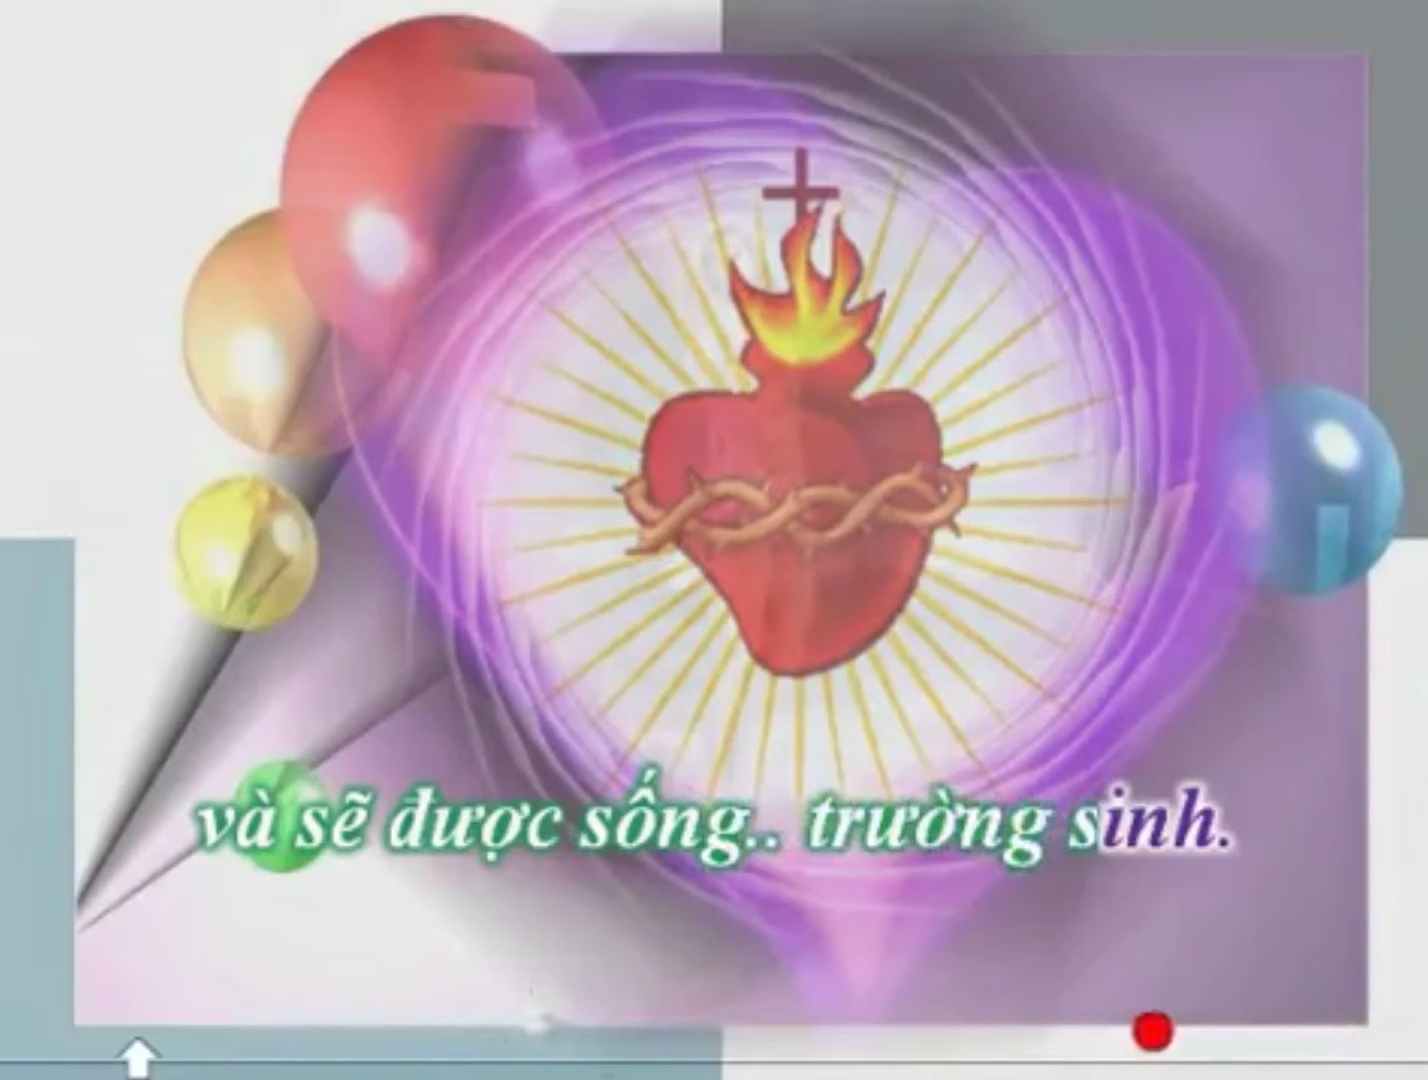 và sẽ được sống.. trường sinh.